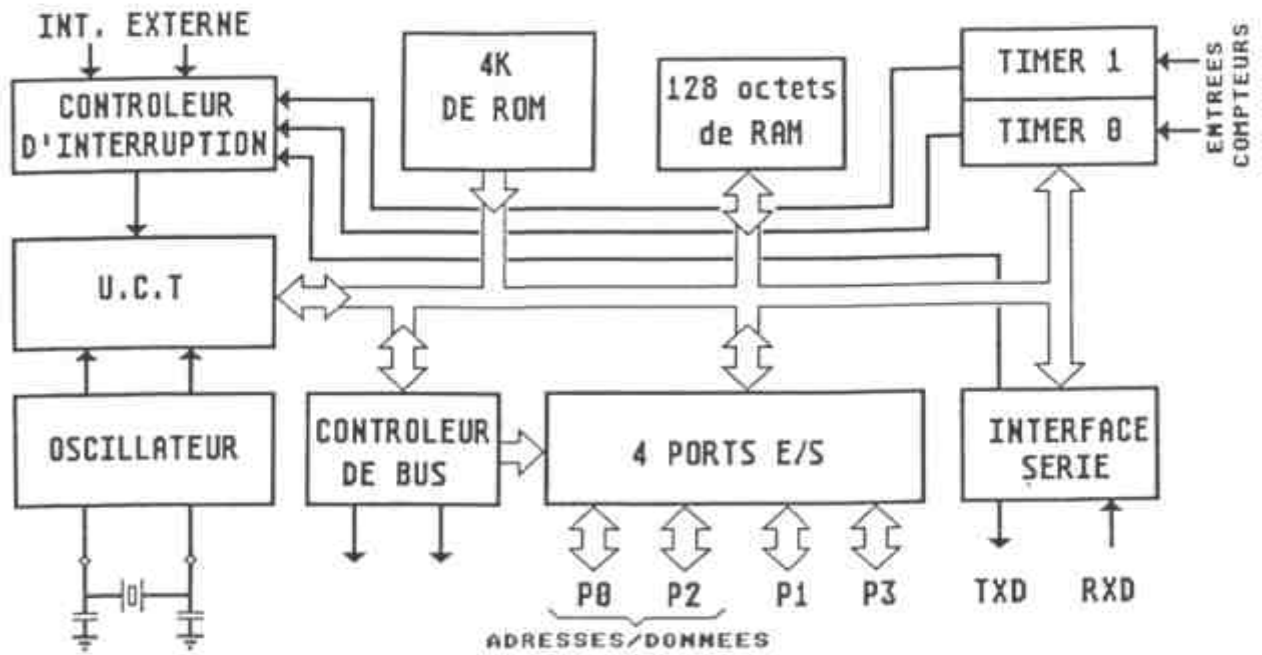 INT. EXTERNE
CONTROLEUR
D'INTERRUPTION
4K
DE ROM
128 octets
de RAM
TIMER 1
TIMER 0
ENTREES
COMPTEURS
U.C.T
OSCILLATEUR
CONTROLEUR
DE BUS
4 PORTS E/S
INTERFACE
SERIE
P0 P2 P1 P3
TXD RXD
ADRESSES/DONNEES